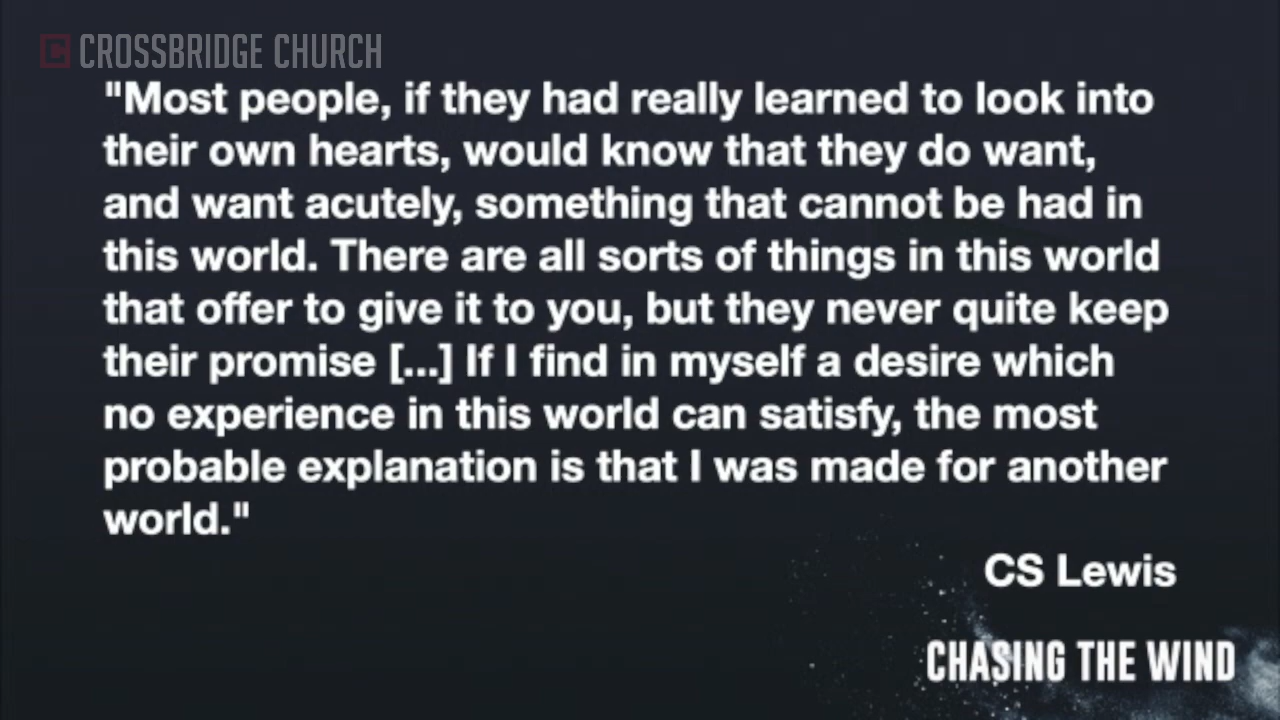 CROSSBRIDGE CHURCH
"Most people, if they had really learned to look into
their own hearts, would know that they do want,
and want acutely, something that cannot be had in
this world. There are all sorts of things in this world
that offer to give it to you, but they never quite keep
their promise [...] If I find in myself a desire which
no experience in this world can satisfy, the most
probable explanation is that I was made for another
world."
CS Lewis
CHASING THE WIND